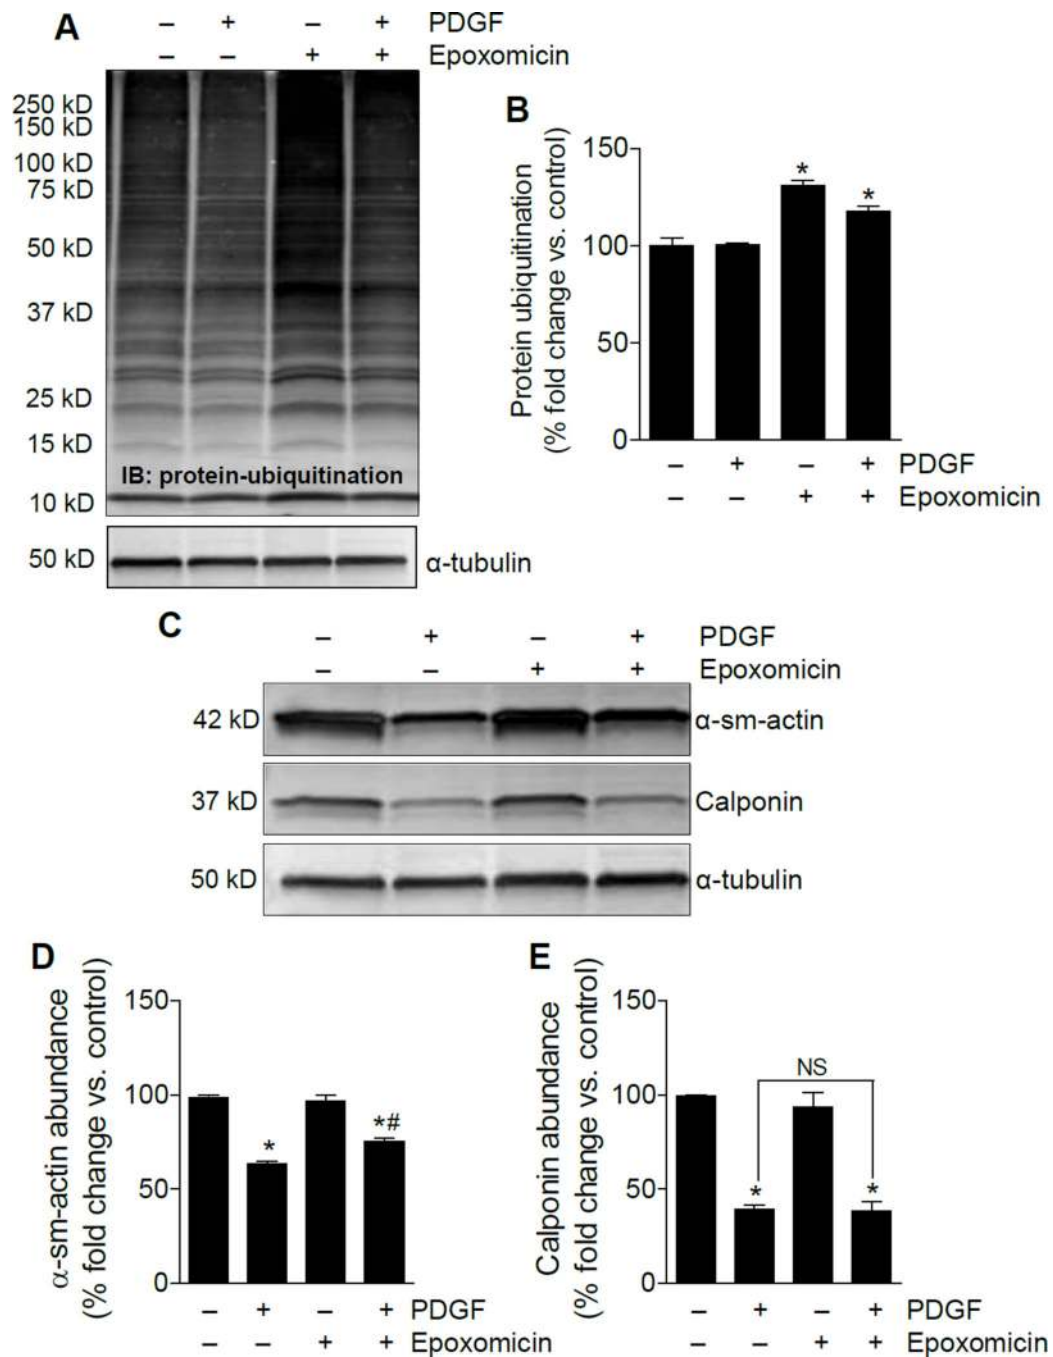 A
– + – + PDGF
– – + + Epoxomicin
250 kD
150 kD
100 kD
75 kD
50 kD
37 kD
25 kD
15 kD
10 kD
IB: protein-ubiquitination
50 kD
α-tubulin
B
Protein ubiquitination
(% fold change vs. control)
150
100
50
0
*
*
– + – + PDGF
– – + + Epoxomicin
C
– + – + PDGF
– – + + Epoxomicin
42 kD α-sm-actin
37 kD Calponin
50 kD α-tubulin
D
α-sm-actin abundance
(% fold change vs. control)
150
100
50
0
*
*#
– + – + PDGF
– – + + Epoxomicin
E
Calponin abundance
(% fold change vs. control)
150
100
50
0
NS
*
*
– + – + PDGF
– – + + Epoxomicin